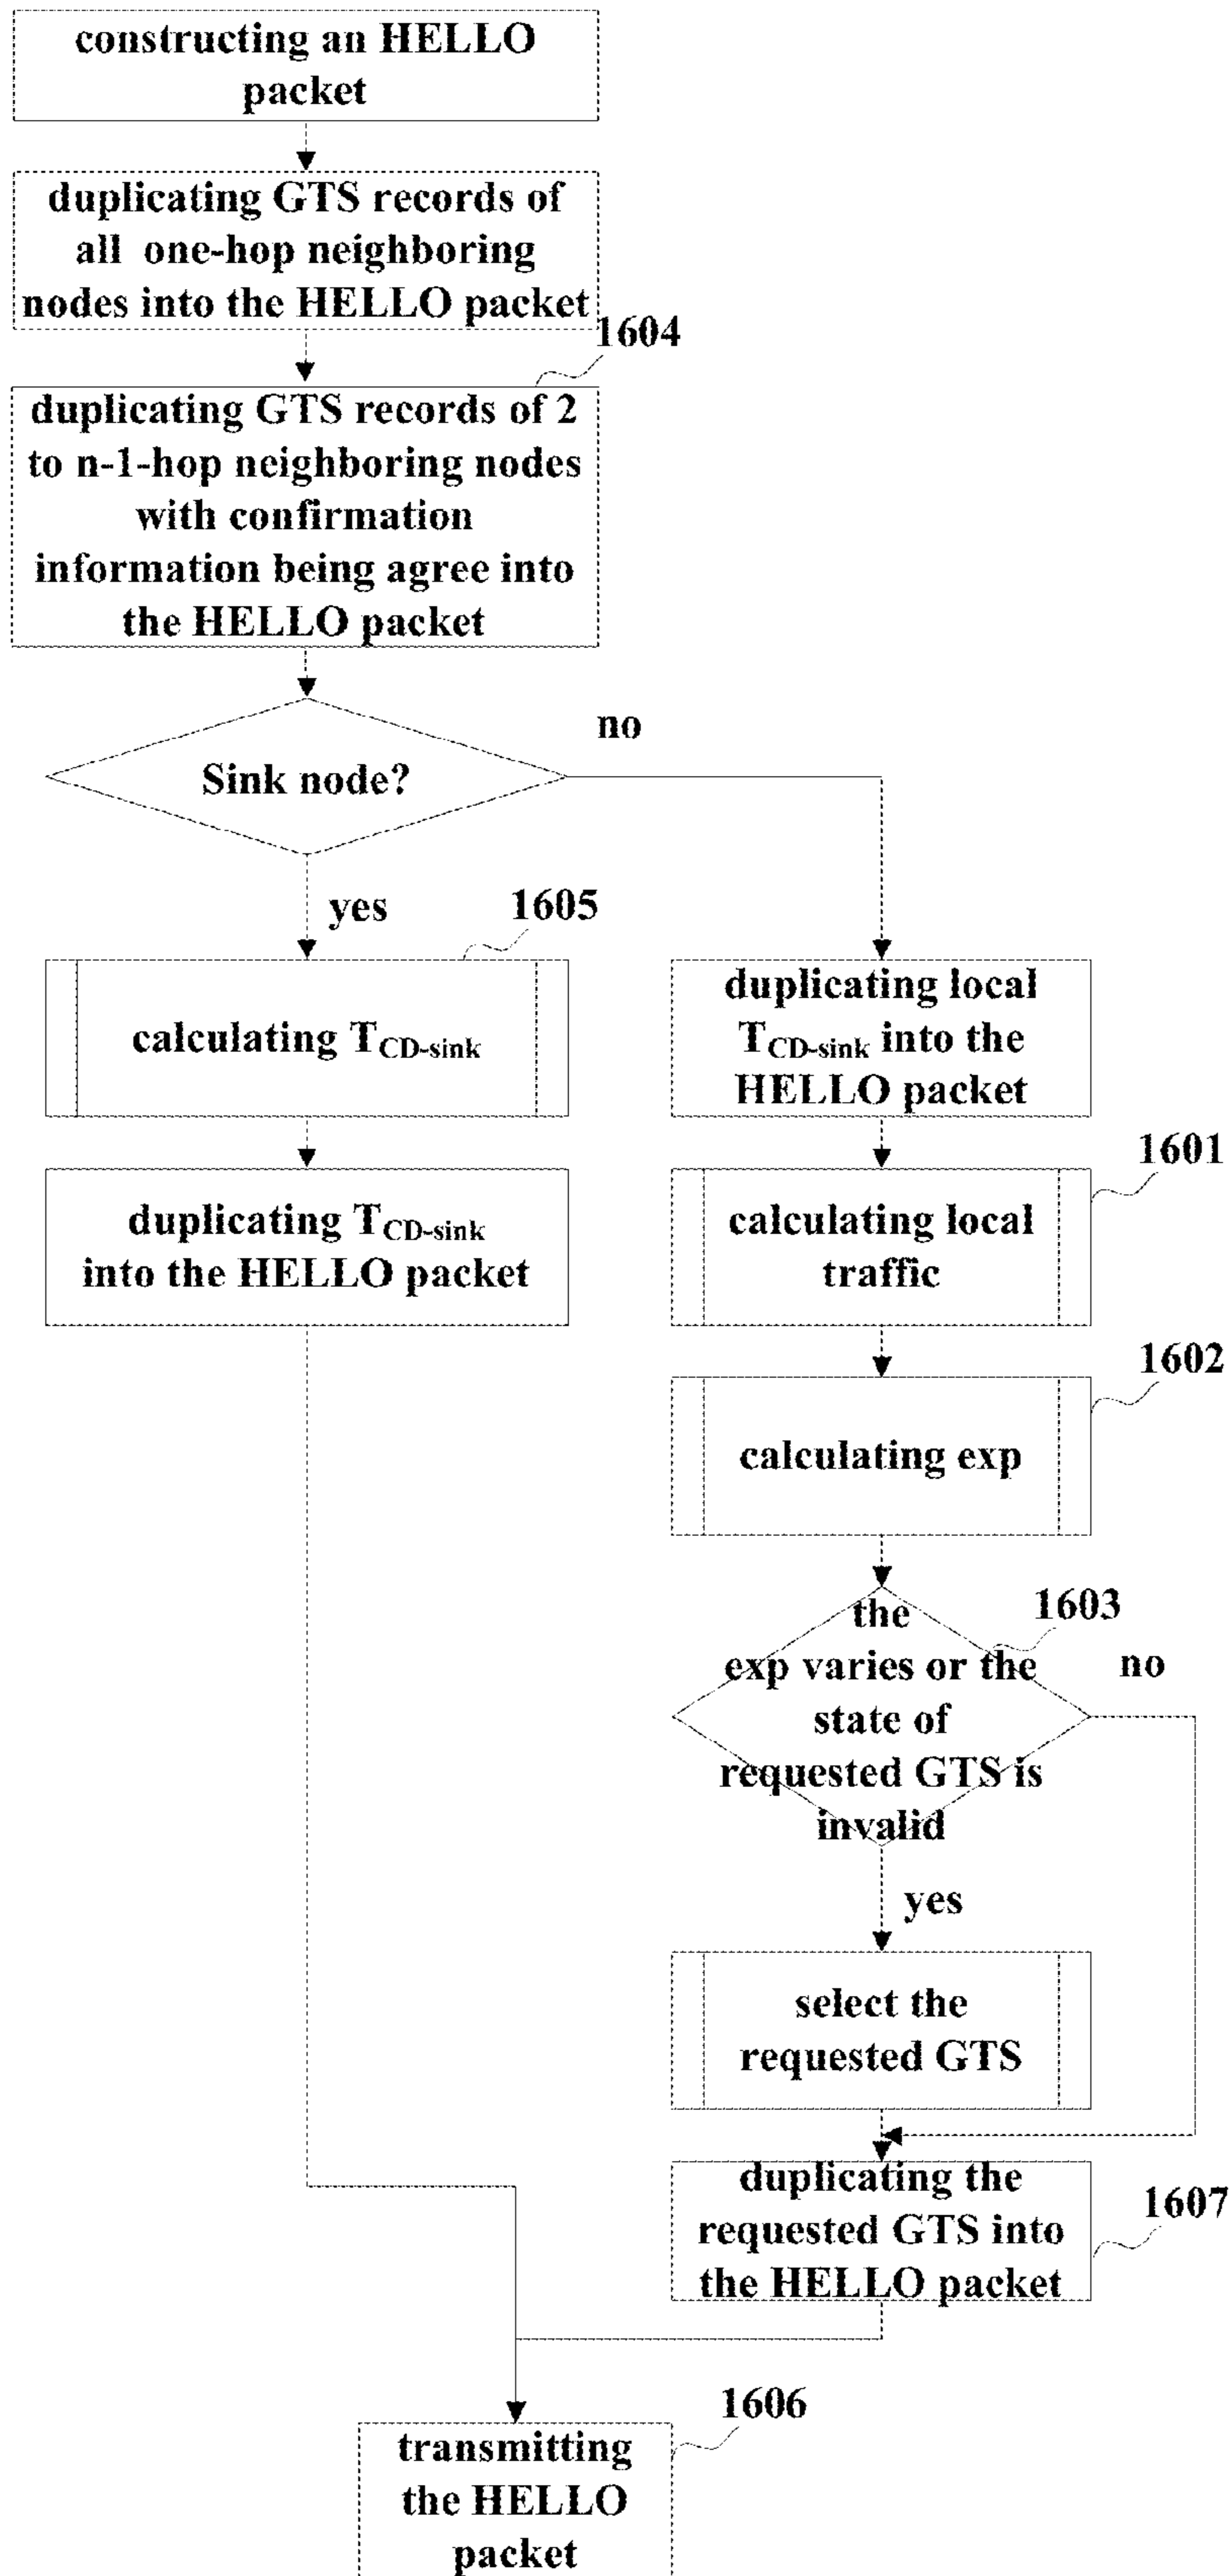 constructing an HELLO
packet
duplicating GTS records of
all one-hop neighboring
nodes into the HELLO packet
1604
duplicating GTS records of 2
to n-1-hop neighboring nodes
with confirmation
information being agree into
the HELLO packet
no
Sink node?
yes
1605
calculating TCD-sink
duplicating local
TCD-sink into the
HELLO packet
1601
duplicating TCD-sink
into the HELLO packet
calculating local
traffic
1602
calculating exp
1603
the
exp varies or the
state of
requested GTS is
invalid
no
yes
select the
requested GTS
duplicating the
requested GTS into
the HELLO packet
1607
1606
transmitting
the HELLO
packet